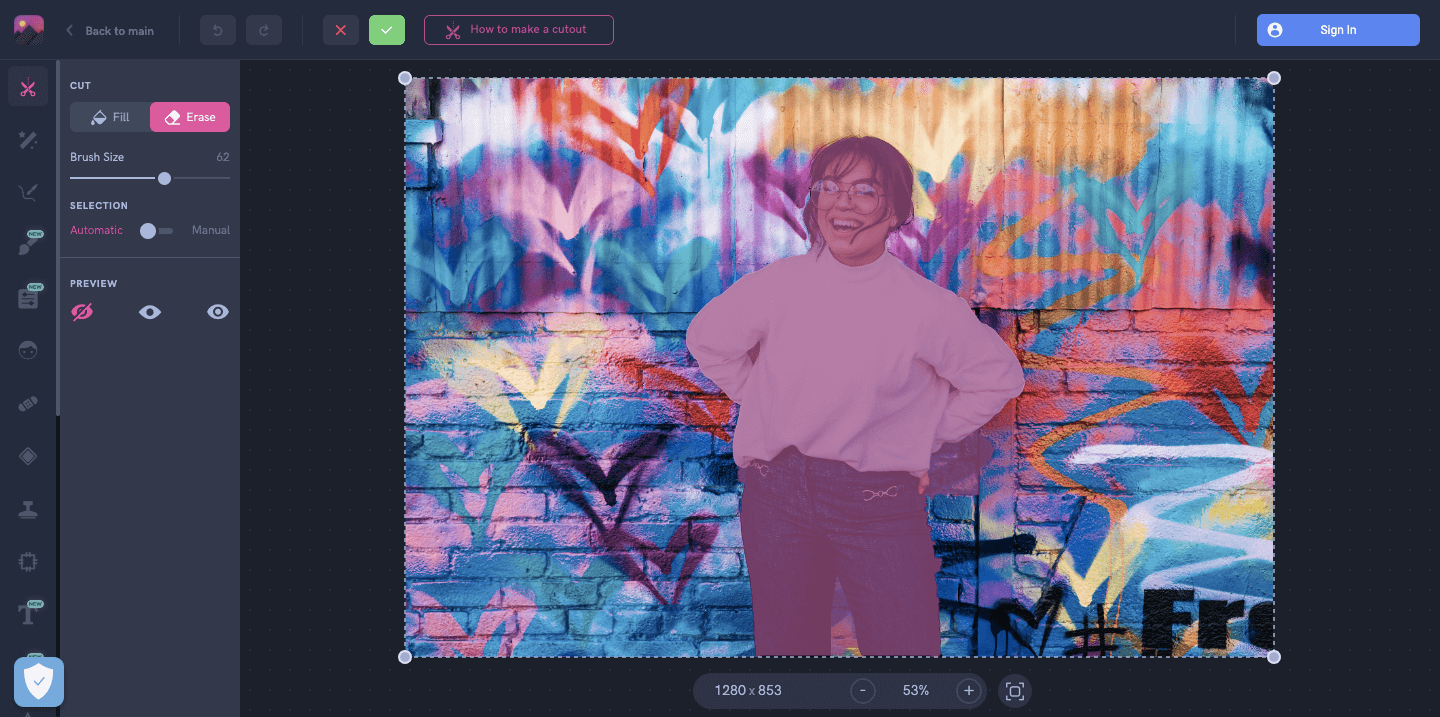 Back to main
How to make a cutout
Sign In
CUT
Fill
Erase
Brush Size
62
SELECTION
Automatic
Manual
NEW
NEW
PREVIEW
NEW
# Fre
1280 x 853
-
53%
+